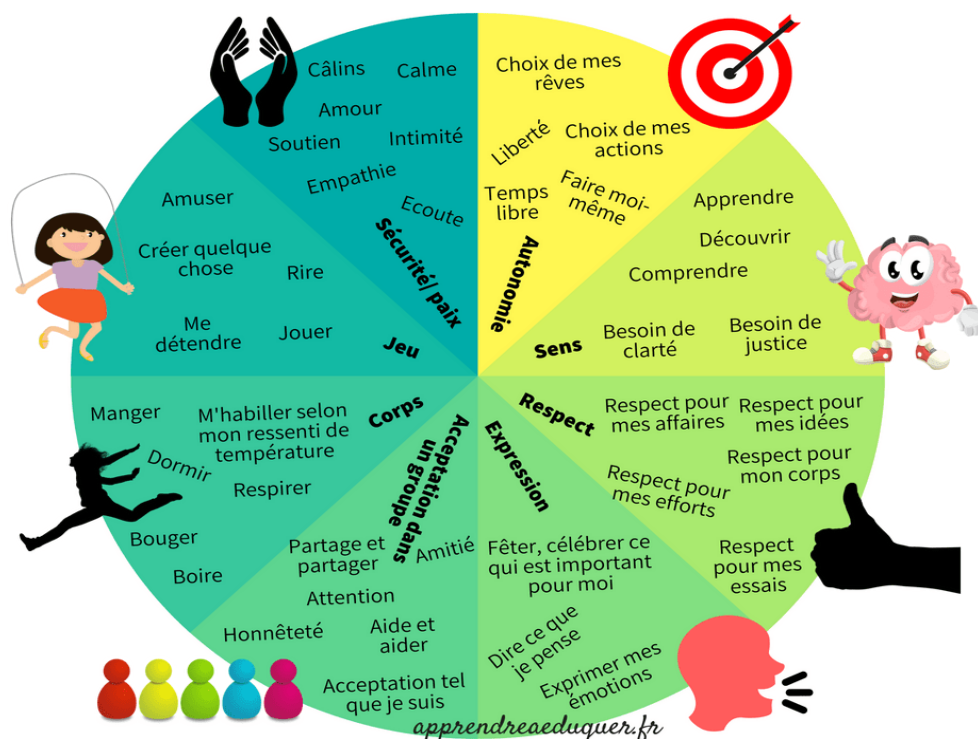 Câlins
Calme
Amour
Soutien
Intimité
Empathie
Ecoute
Sécurité/ paix
Choix de mes
rêves
Liberté
Choix de mes
actions
Temps
libre
Faire moi-
même
Autonomie
Apprendre
Découvrir
Comprendre
Besoin de
clarté
Besoin de
justice
Sens
Respect
Respect pour
mes affaires
Respect pour
mes idées
Respect pour
mon corps
Respect pour
mes efforts
Respect
pour mes
essais
Expression
Fêter, célébrer ce
qui est important
pour moi
Dire ce que
je pense
Exprimer mes
émotions
Acceptation dans
un groupe
Partage et
partager
Amitié
Attention
Honnêteté
Aide et
aider
Acceptation tel
que je suis
Corps
Manger
M'habiller selon
mon ressenti de
température
Dormir
Respirer
Bouger
Boire
Jeu
Amuser
Créer quelque
chose
Rire
Me
détendre
Jouer
apprendreaeduquer.fr